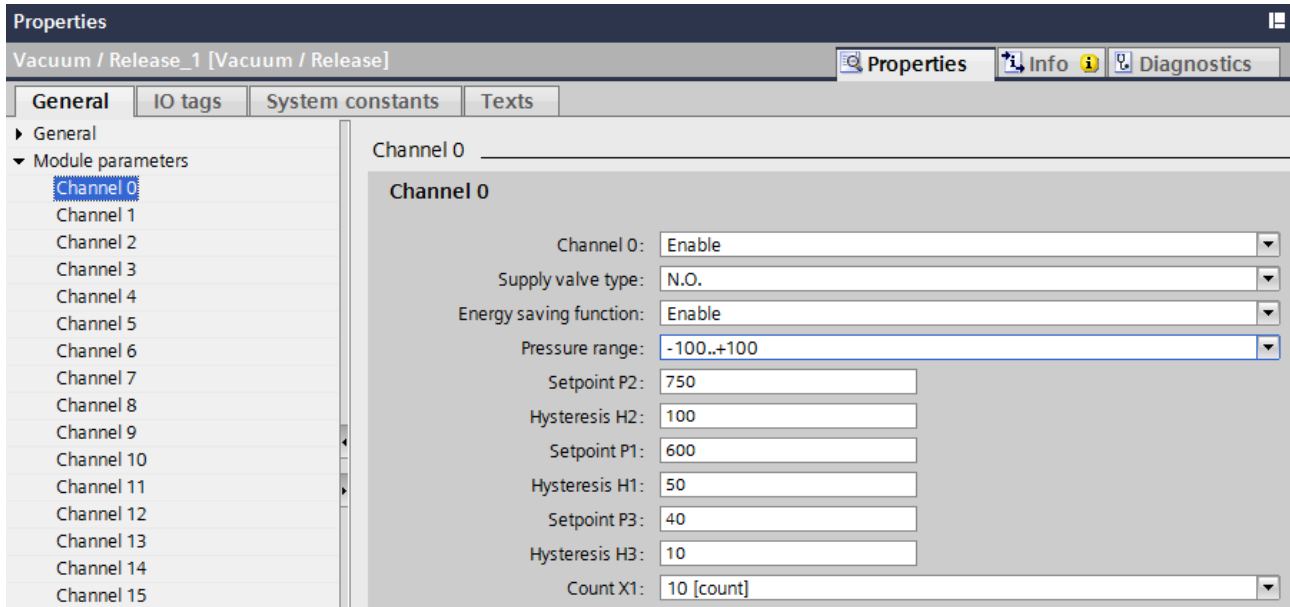 Properties
Vacuum / Release_1 [Vacuum / Release]
Properties Info Diagnostics
General IO tags System constants Texts
General
Module parameters
Channel 0
Channel 1
Channel 2
Channel 3
Channel 4
Channel 5
Channel 6
Channel 7
Channel 8
Channel 9
Channel 10
Channel 11
Channel 12
Channel 13
Channel 14
Channel 15
Channel 0
Channel 0
Channel 0: Enable
Supply valve type: N.O.
Energy saving function: Enable
Pressure range: -100..+100
Setpoint P2: 750
Hysteresis H2: 100
Setpoint P1: 600
Hysteresis H1: 50
Setpoint P3: 40
Hysteresis H3: 10
Count X1: 10 [count]